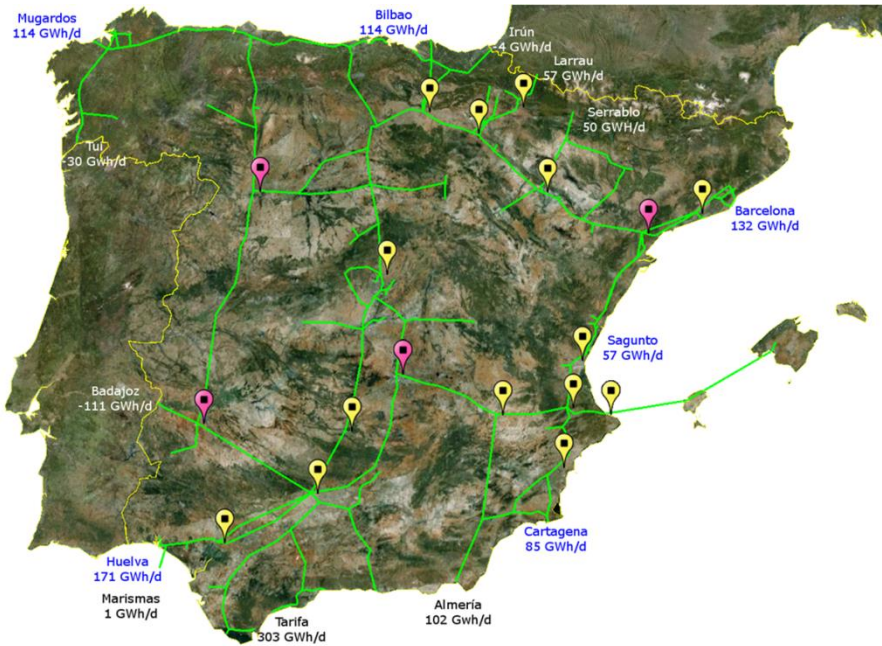 Mugardos
114 GWh/d
Bilbao
114 GWh/d
Irún
-4 GWh/d
Larrau
57 GWh/d
Serrablo
50 GWH/d
Tui
-30 GWh/d
Barcelona
132 GWh/d
Sagunto
57 GWh/d
Badajoz
-111 GWh/d
Cartagena
85 GWh/d
Huelva
171 GWh/d
Marismas
1 GWh/d
Tarifa
303 GWh/d
Almería
102 Gwh/d